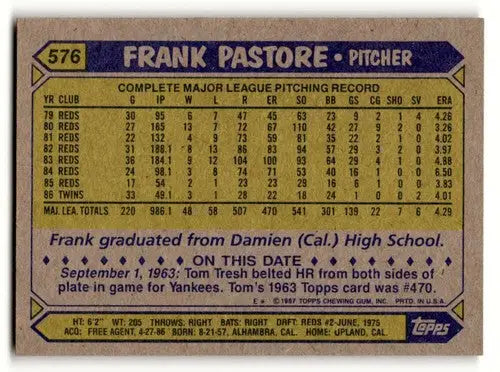 576 FRANK PASTORE • PITCHER
COMPLETE MAJOR LEAGUE PITCHING RECORD
YR CLUB G IP W L R ER SO BB GS CG SHO SV ERA
79 REDS 30 95 6 7 47 45 63 23 9 2 1 4 4.26
80 REDS 27 185 13 7 72 67 110 42 27 9 2 0 3.26
81 REDS 22 132 4 9 73 59 81 35 22 2 1 0 4.02
82 REDS 31 188.1 8 13 86 83 94 57 29 3 2 0 3.97
83 REDS 36 184.1 9 12 104 100 93 64 29 4 1 0 4.88
84 REDS 24 98.1 3 8 74 71 53 40 16 1 0 0 6.50
85 REDS 17 54 2 1 23 54 29 16 6 1 0 0 3.83
86 TWINS 33 49.1 3 1 28 22 18 24 1 0 0 2 4.01
MAJ. LEA. TOTALS 220 986.1 48 58 507 470 541 301 139 22 7 6 4.29
Frank graduated from Damien (Cal.) High School.
ON THIS DATE
September 1, 1963: Tom Tresh belted HR from both sides of
plate in game for Yankees. Tom's 1963 Topps card was #470.
E * © 1987 TOPPS CHEWING GUM, INC. PRTD. IN U.S.A.
HT: 6'2" WT: 205 THROWS: RIGHT BATS: RIGHT DRAFT: REDS #2-JUNE, 1975
ACQ: FREE AGENT, 4-27-86 BORN: 8-21-57, ALHAMBRA, CAL. HOME: UPLAND, CAL.
Topps